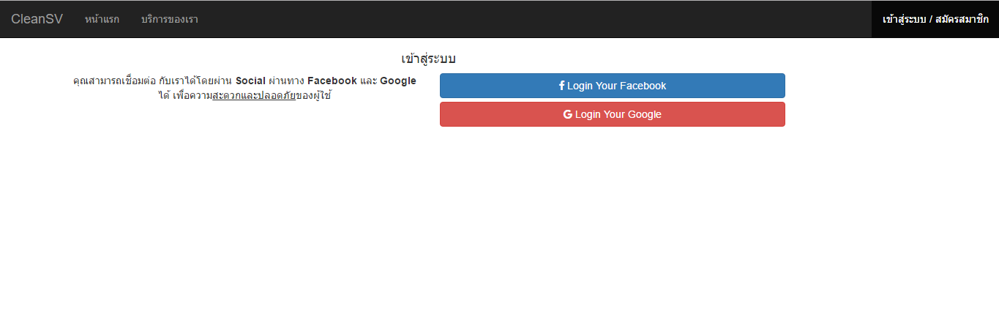 CleanSV หน้าแรก บริการของเรา เข้าสู่ระบบ / สมัครสมาชิก
เข้าสู่ระบบ
คุณสามารถเชื่อมต่อ กับเราได้โดยผ่าน Social ผ่านทาง Facebook และ Google
ได้ เพื่อความสะดวกและปลอดภัยของผู้ใช้
Login Your Facebook
Login Your Google